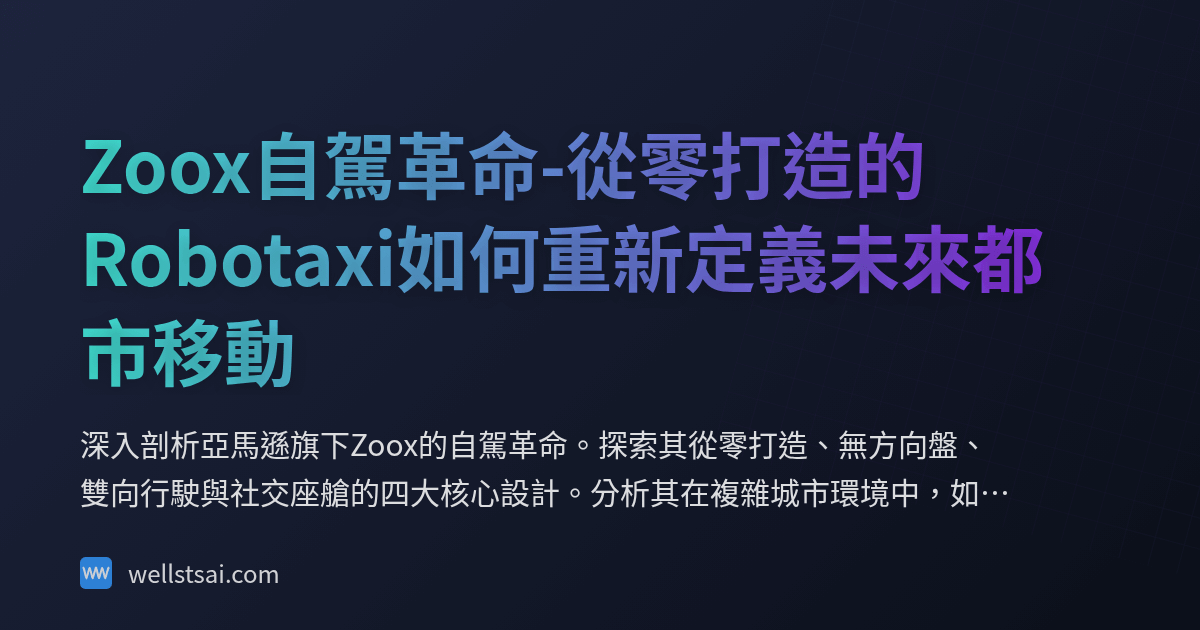 Zoox自駕革命-從零打造的
Robotaxi如何重新定義未來都
市移動
深入剖析亞馬遜旗下Zoox的自駕革命。探索其從零打造、無方向盤、
雙向行駛與社交座艙的四大核心設計。分析其在複雜城市環境中，如…
wellstsai.com